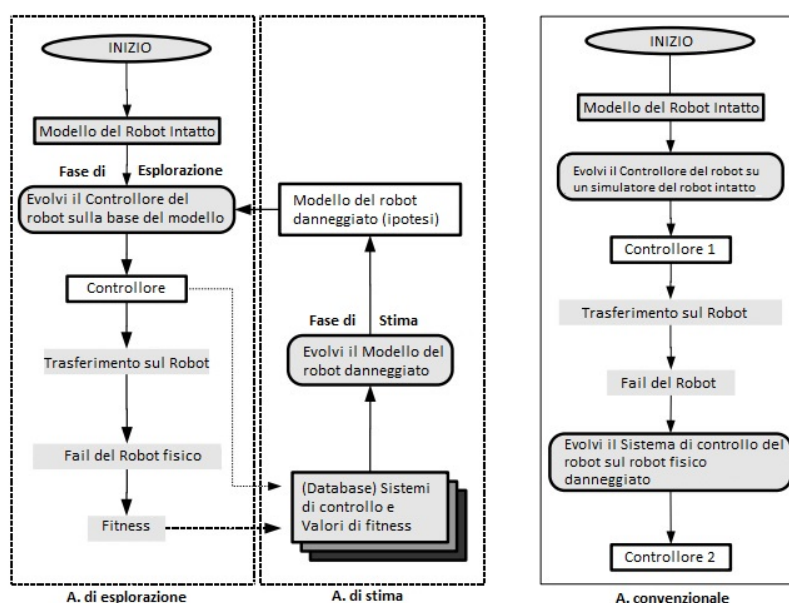 INIZIO
Modello del Robot Intatto
Fase di Esplorazione
Evolvi il Controllore del
robot sulla base del modello
Controllore
Trasferimento sul Robot
Fail del Robot fisico
Fitness
A. di esplorazione
Modello del robot
danneggiato (ipotesi)
Fase di Stima
Evolvi il Modello del
robot danneggiato
(Database) Sistemi
di controllo e
Valori di fitness
A. di stima
INIZIO
Modello del Robot Intatto
Evolvi il Controllore del robot su
un simulatore del robot intatto
Controllore 1
Trasferimento sul Robot
Fail del Robot
Evolvi il Sistema di controllo del
robot sul robot fisico
danneggiato
Controllore 2
A. convenzionale